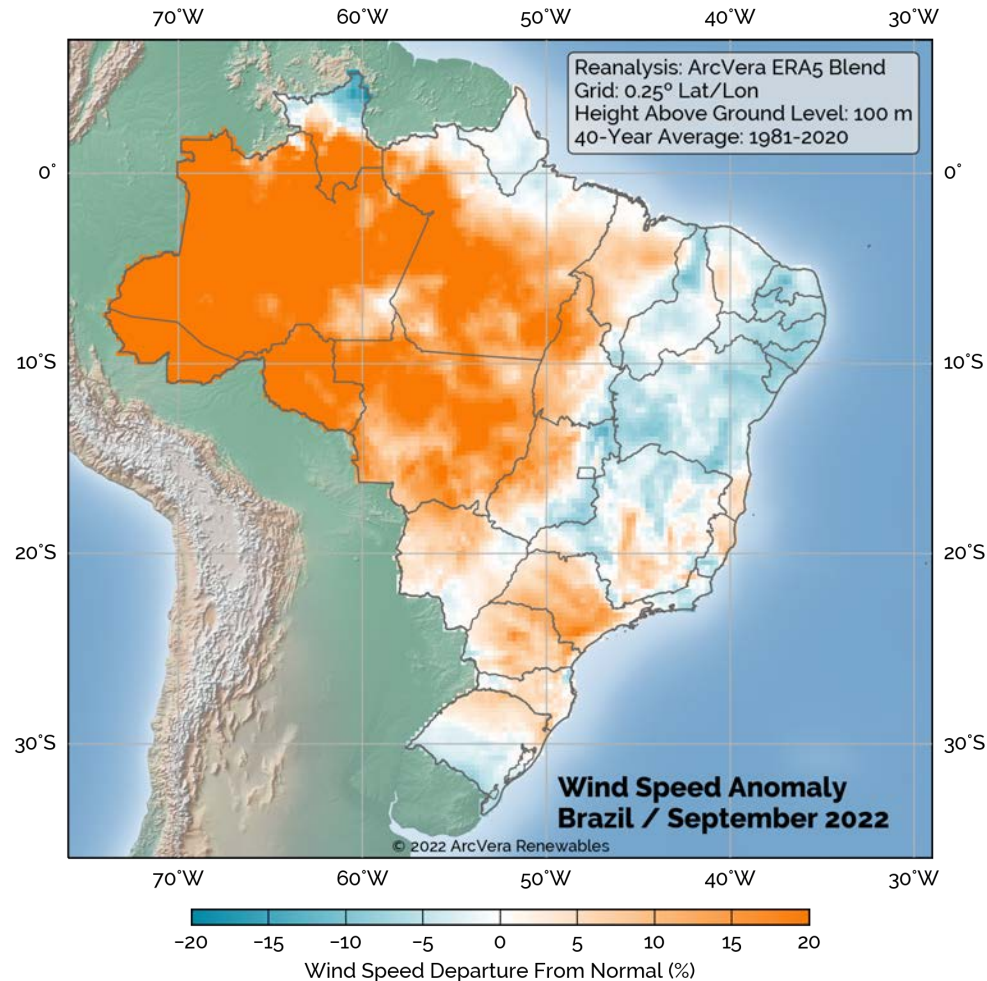 70°W 60°W 50°W 40°W 30°W
Reanalysis: ArcVera ERA5 Blend
Grid: 0.25º Lat/Lon
Height Above Ground Level: 100 m
40-Year Average: 1981-2020
0° 0°
10°S 10°S
20°S 20°S
30°S 30°S
Wind Speed Anomaly
Brazil / September 2022
© 2022 ArcVera Renewables
70°W 60°W 50°W 40°W 30°W
−20 −15 −10 −5 0 5 10 15 20
Wind Speed Departure From Normal (%)